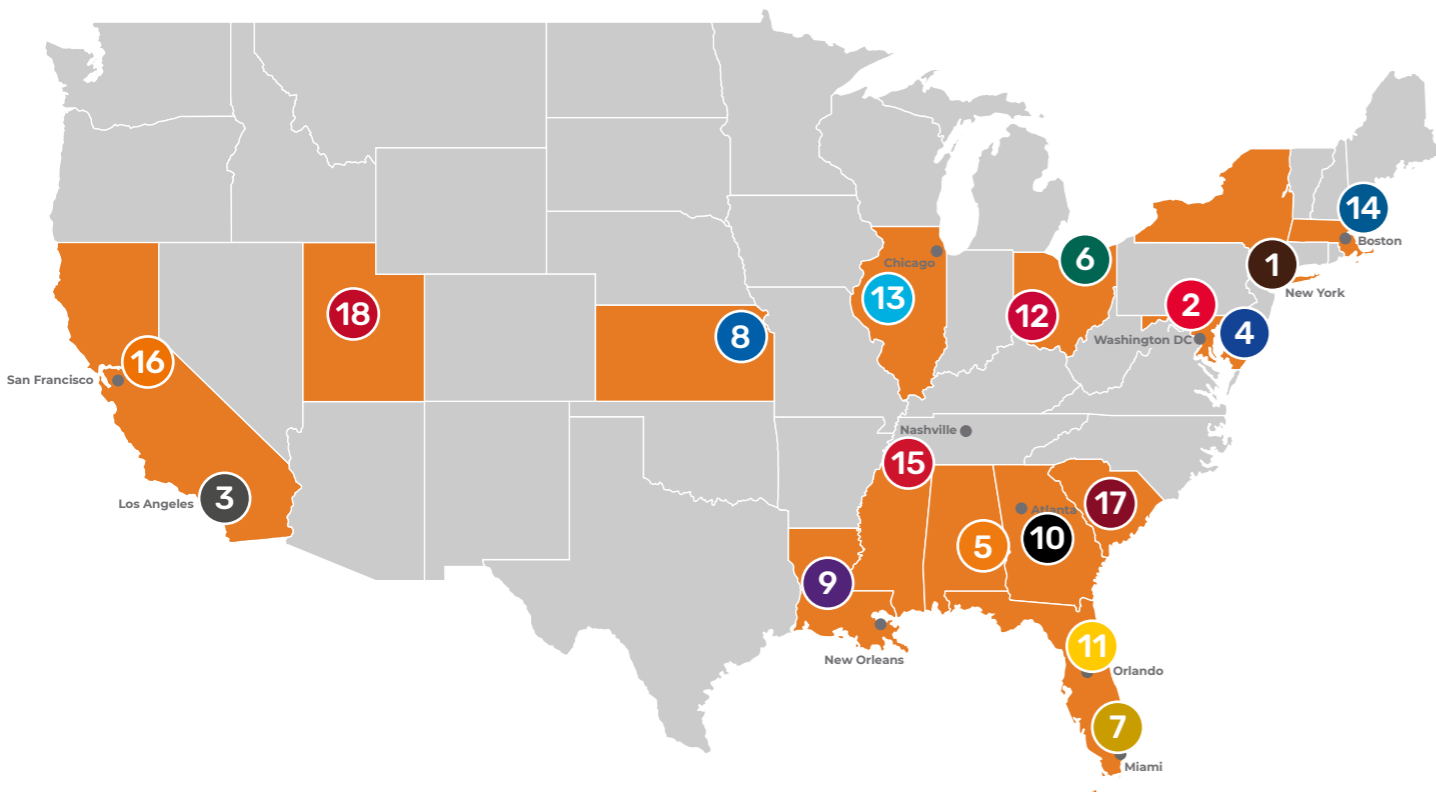 14
Boston
6
Chicago
1
New York
13
2
18
12
4
8
Washington DC
16
San Francisco
Nashville
15
3
Los Angeles
17
Atlanta
10
5
9
11
New Orleans
Orlando
7
Miami